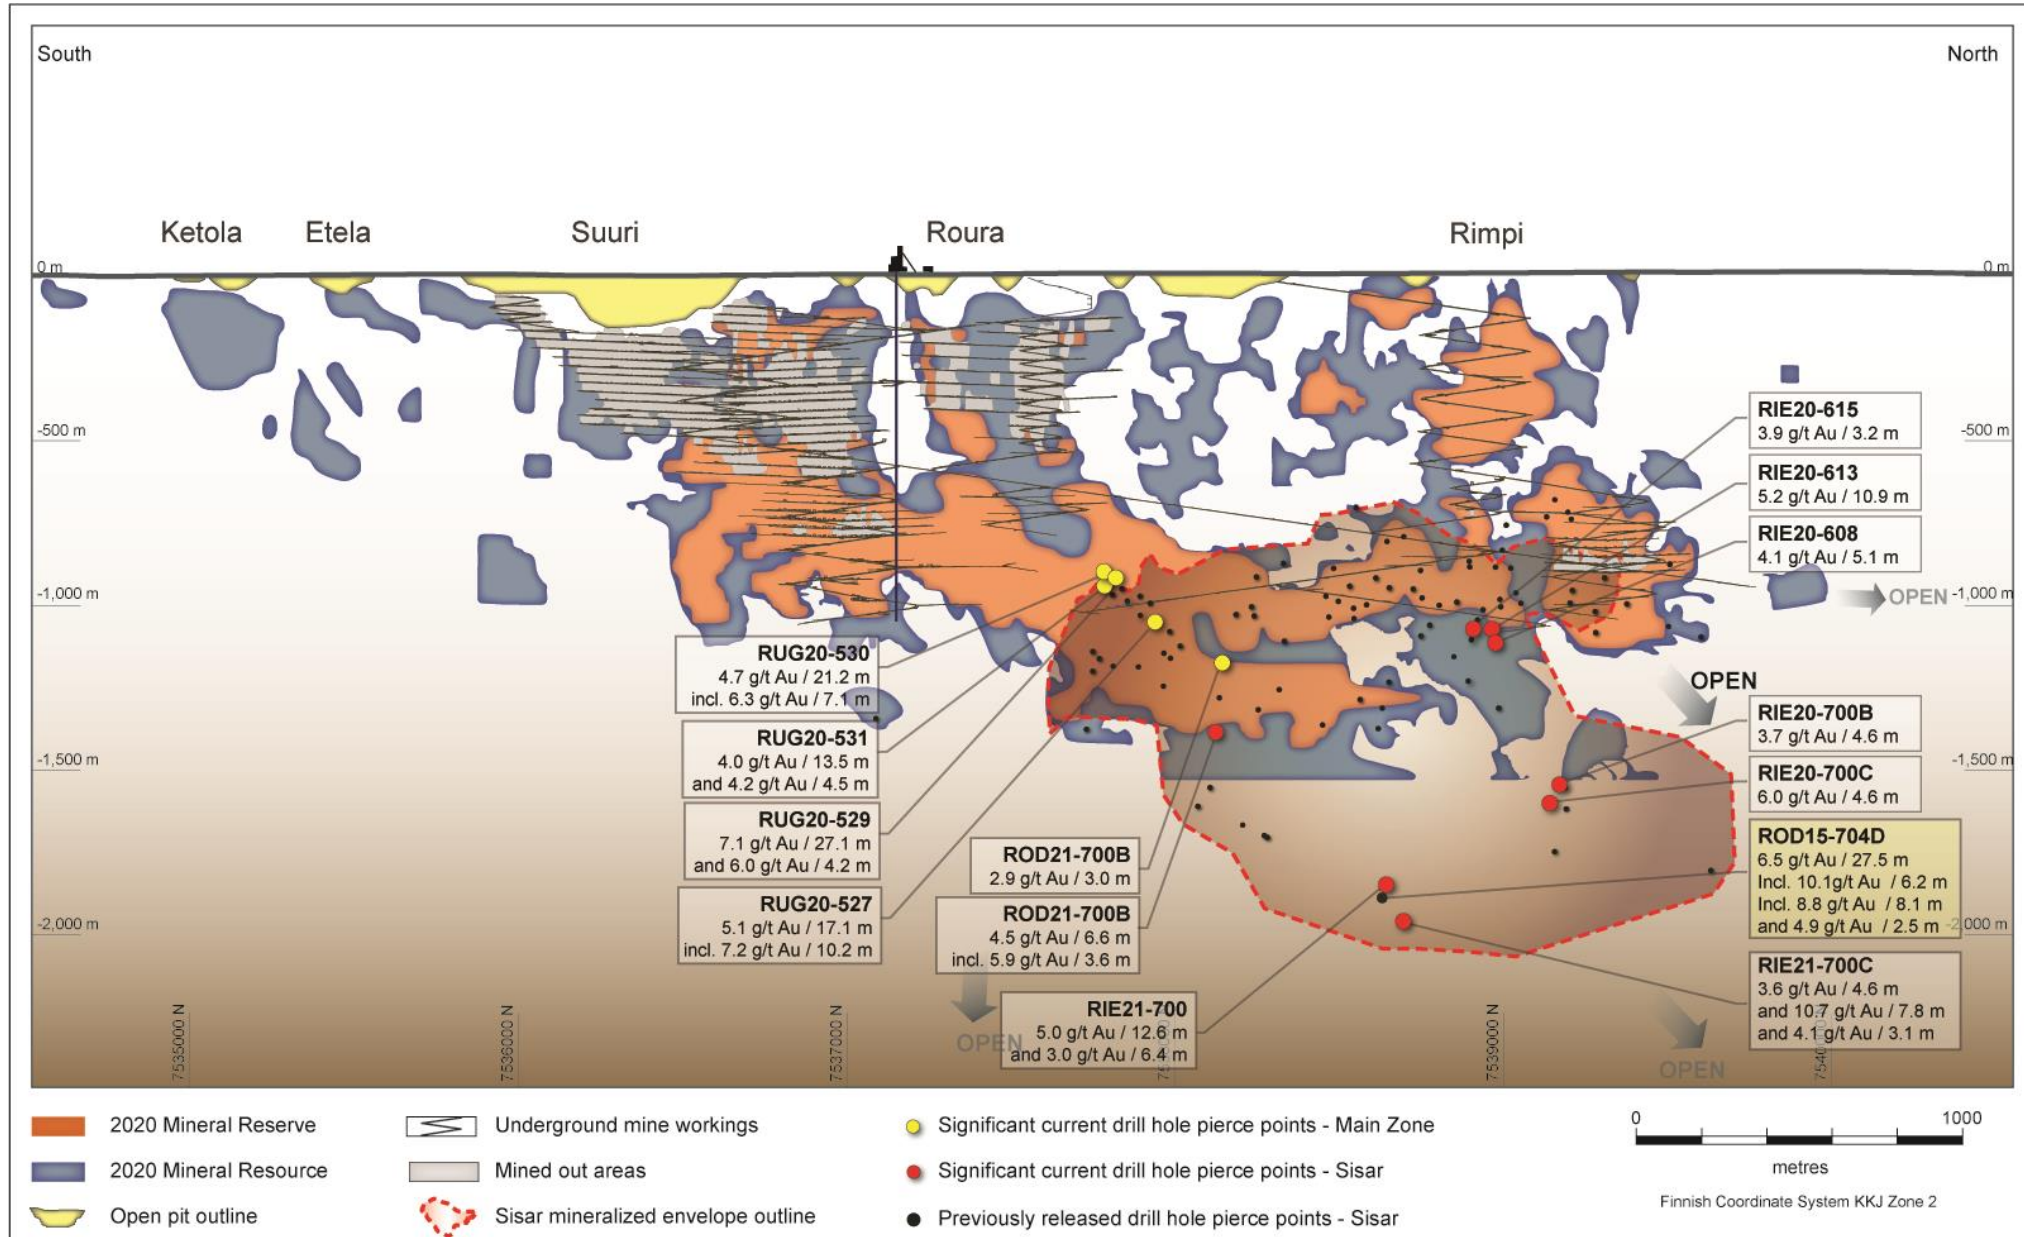 South
North
Ketola
Etela
Suuri
Roura
Rimpi
0 m
0 m
-500 m
-500 m
-1,000 m
-1,000 m
-1,500 m
-1,500 m
-2,000 m
-2,000 m
RIE20-615
3.9 g/t Au / 3.2 m
RIE20-613
5.2 g/t Au / 10.9 m
RIE20-608
4.1 g/t Au / 5.1 m
OPEN
OPEN
RUG20-530
4.7 g/t Au / 21.2 m
incl. 6.3 g/t Au / 7.1 m
RUG20-531
4.0 g/t Au / 13.5 m
and 4.2 g/t Au / 4.5 m
RUG20-529
7.1 g/t Au / 27.1 m
and 6.0 g/t Au / 4.2 m
RUG20-527
5.1 g/t Au / 17.1 m
incl. 7.2 g/t Au / 10.2 m
ROD21-700B
2.9 g/t Au / 3.0 m
ROD21-700B
4.5 g/t Au / 6.6 m
incl. 5.9 g/t Au / 3.6 m
RIE21-700
5.0 g/t Au / 12.6 m
and 3.0 g/t Au / 6.4 m
OPEN
RIE20-700B
3.7 g/t Au / 4.6 m
RIE20-700C
6.0 g/t Au / 4.6 m
ROD15-704D
6.5 g/t Au / 27.5 m
Incl. 10.1g/t Au / 6.2 m
Incl. 8.8 g/t Au / 8.1 m
and 4.9 g/t Au / 2.5 m
RIE21-700C
3.6 g/t Au / 4.6 m
and 10.7 g/t Au / 7.8 m
and 4.1 g/t Au / 3.1 m
OPEN
7535000 N
7536000 N
7537000 N
7539000 N
2020 Mineral Reserve
2020 Mineral Resource
Open pit outline
Underground mine workings
Mined out areas
Sisar mineralized envelope outline
Significant current drill hole pierce points - Main Zone
Significant current drill hole pierce points - Sisar
Previously released drill hole pierce points - Sisar
0
1000
metres
Finnish Coordinate System KKJ Zone 2